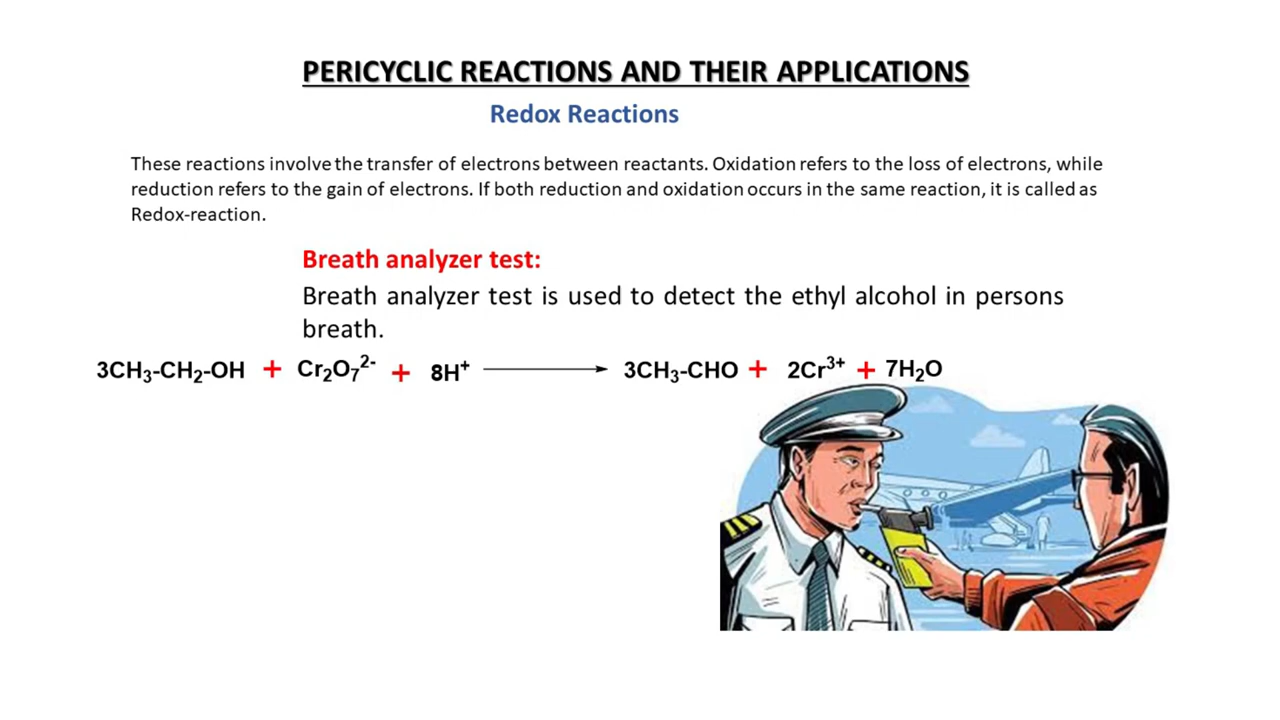 PERICYCLIC REACTIONS AND THEIR APPLICATIONS
Redox Reactions
These reactions involve the transfer of electrons between reactants. Oxidation refers to the loss of electrons, while
reduction refers to the gain of electrons. If both reduction and oxidation occurs in the same reaction, it is called as
Redox-reaction.
Breath analyzer test:
Breath analyzer test is used to detect the ethyl alcohol in persons
breath.
3CH₃-CH₂-OH + Cr₂O₇²⁻ + 8H⁺ ⟶ 3CH₃-CHO + 2Cr³⁺ + 7H₂O